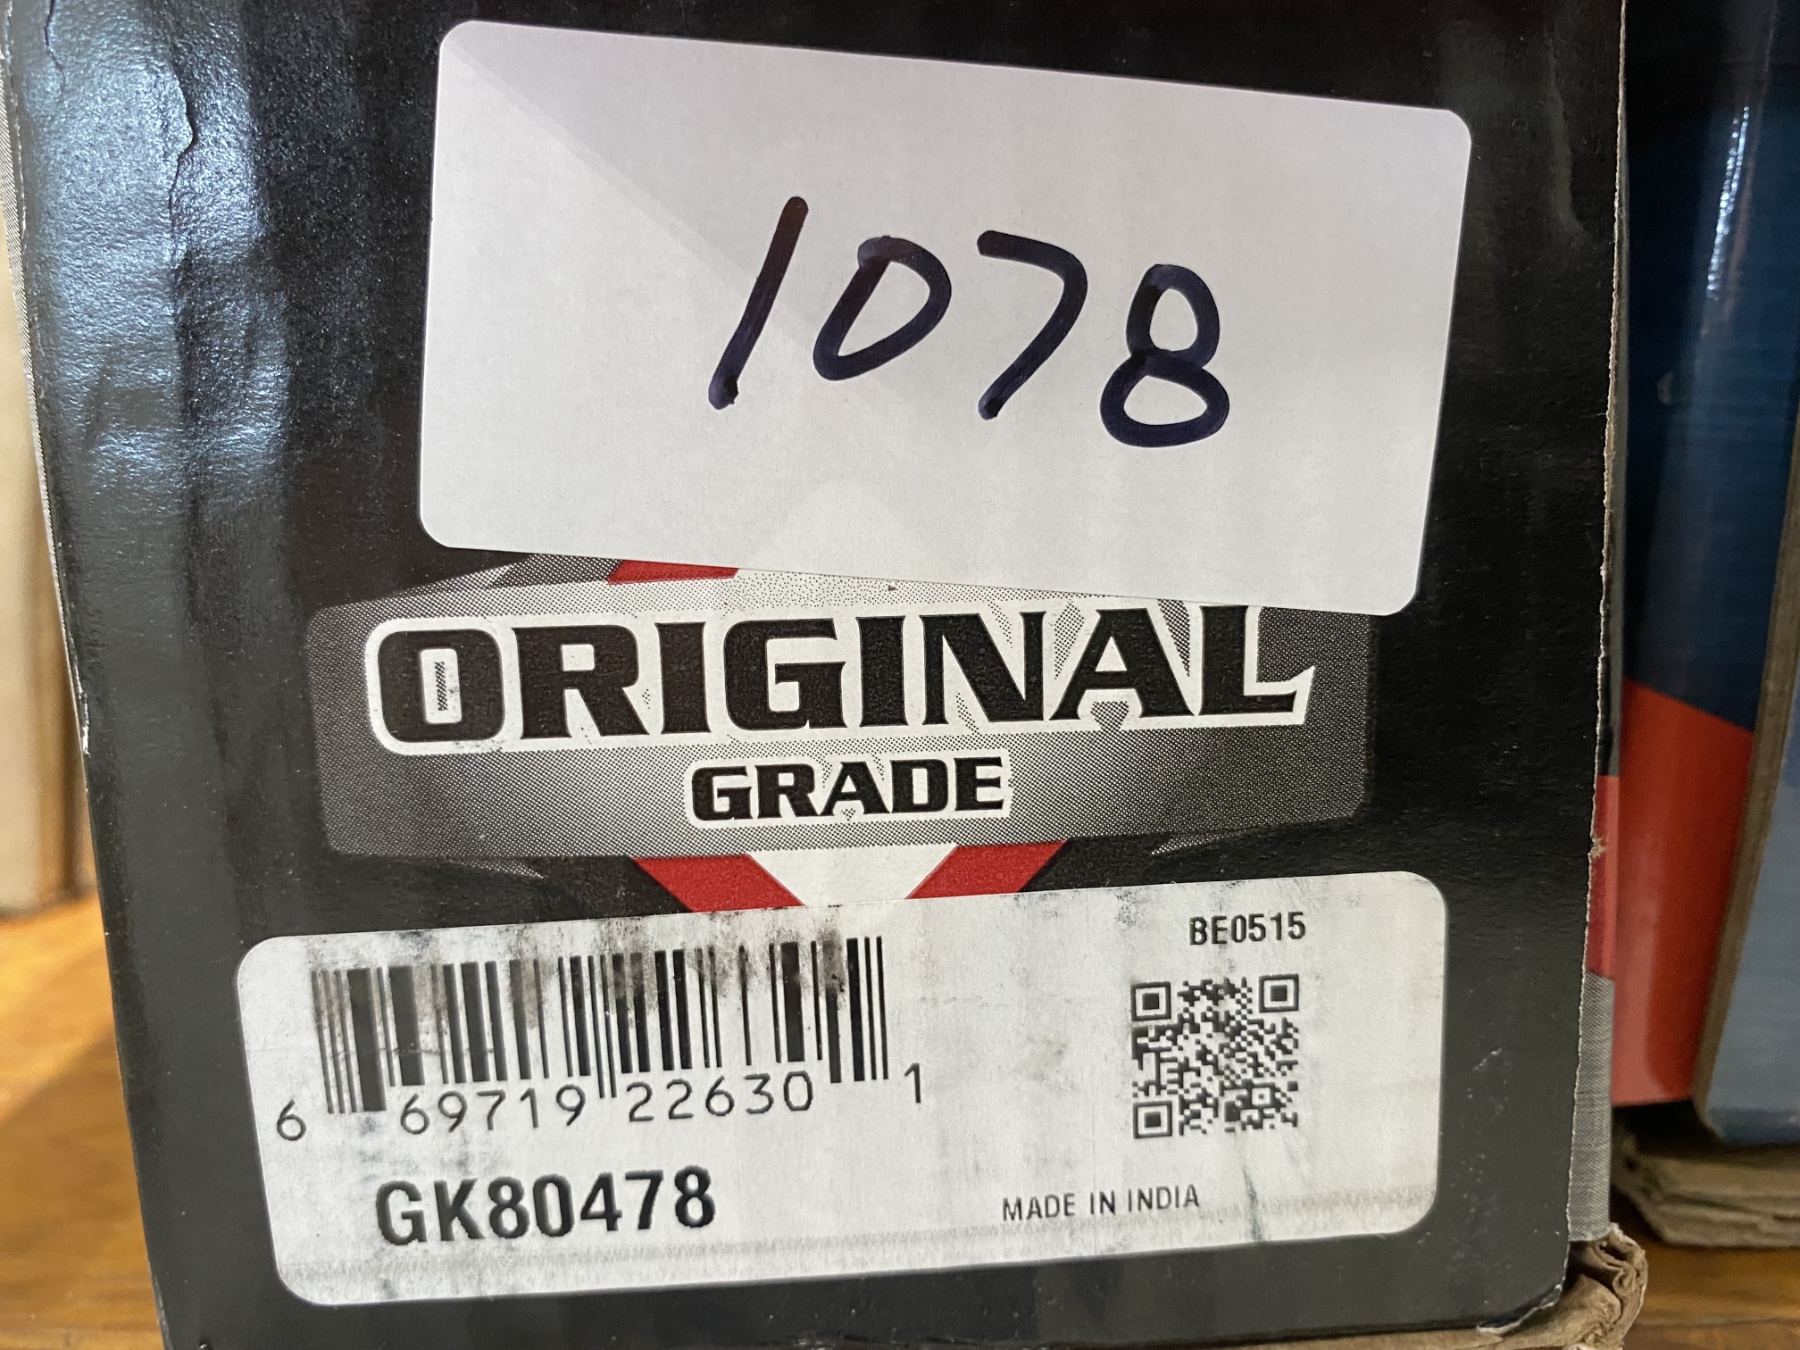 1078
ORIGINAL
GRADE
BE0515
6 69719 22630 1
GK80478
MADE IN INDIA